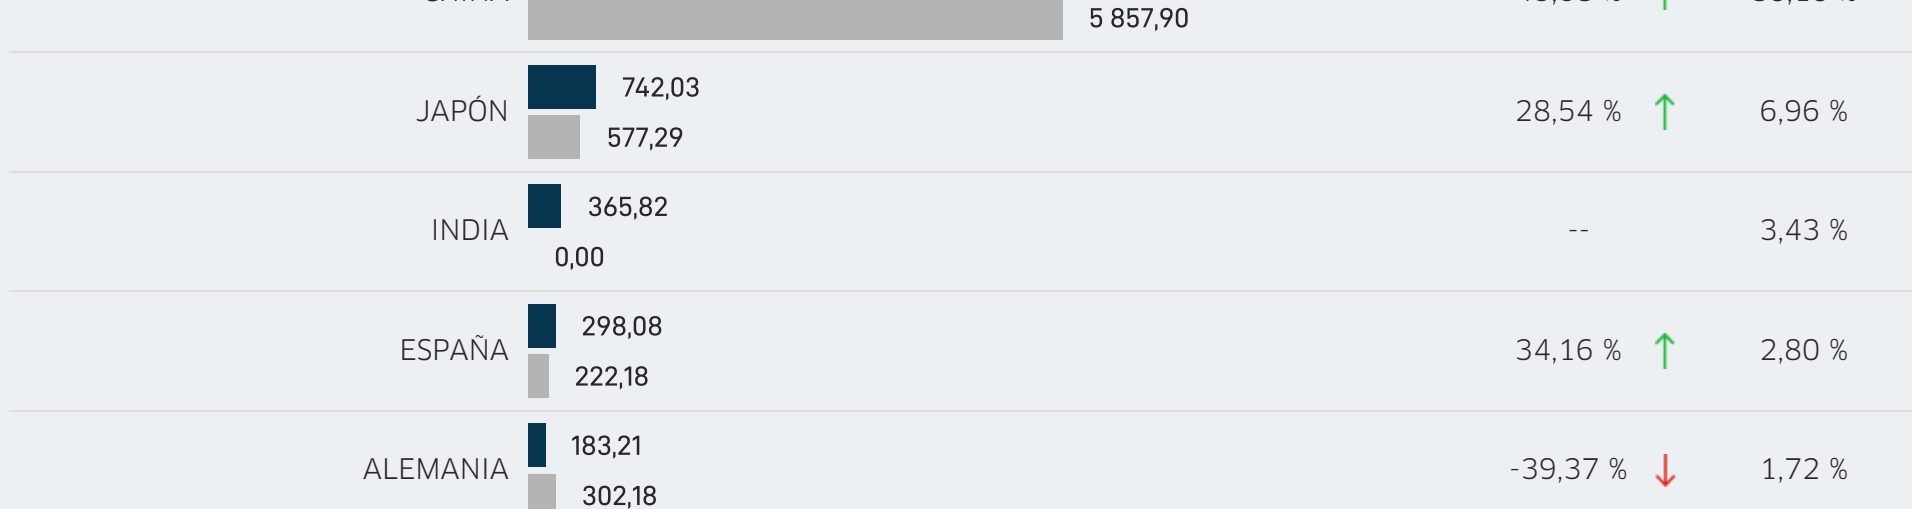 5 857,90
JAPÓN 742,03 577,29 28,54 % ↑ 6,96 %
INDIA 365,82 0,00 -- 3,43 %
ESPAÑA 298,08 222,18 34,16 % ↑ 2,80 %
ALEMANIA 183,21 302,18 -39,37 % ↓ 1,72 %